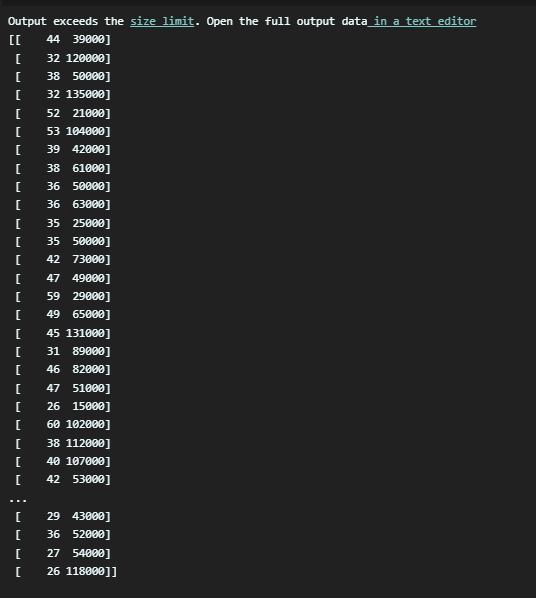 Output exceeds the size limit. Open the full output data in a text editor
[[    44  39000]
 [    32 120000]
 [    38  50000]
 [    32 135000]
 [    52  21000]
 [    53 104000]
 [    39  42000]
 [    38  61000]
 [    36  50000]
 [    36  63000]
 [    35  25000]
 [    35  50000]
 [    42  73000]
 [    47  49000]
 [    59  29000]
 [    49  65000]
 [    45 131000]
 [    31  89000]
 [    46  82000]
 [    47  51000]
 [    26  15000]
 [    60 102000]
 [    38 112000]
 [    40 107000]
 [    42  53000]
...
 [    29  43000]
 [    36  52000]
 [    27  54000]
 [    26 118000]]